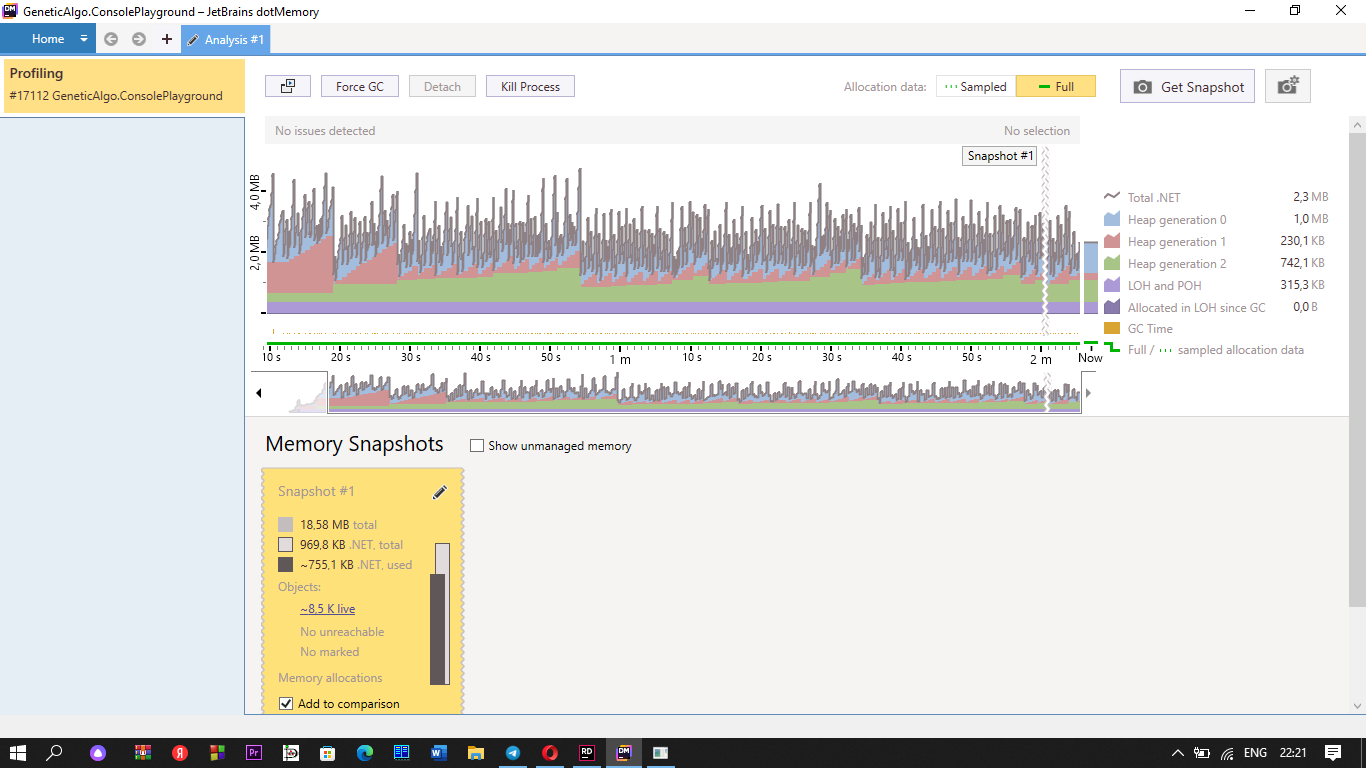 GeneticAlgo.ConsolePlayground – JetBrains dotMemory
Home
Analysis #1
Profiling
#17112 GeneticAlgo.ConsolePlayground
Force GC
Detach
Kill Process
Allocation data:
Sampled
Full
Get Snapshot
No issues detected
No selection
Snapshot #1
4,0 MB
2,0 MB
Total .NET 2,3 MB
Heap generation 0 1,0 MB
Heap generation 1 230,1 KB
Heap generation 2 742,1 KB
LOH and POH 315,3 KB
Allocated in LOH since GC 0,0 B
GC Time
Full / sampled allocation data
10 s 20 s 30 s 40 s 50 s 1 m 10 s 20 s 30 s 40 s 50 s 2 m Now
Memory Snapshots
Show unmanaged memory
Snapshot #1
18,58 MB total
969,8 KB .NET, total
~755,1 KB .NET, used
Objects:
~8,5 K live
No unreachable
No marked
Memory allocations
Add to comparison
DM
Я
Pr
W
RD
DM
ENG
22:21